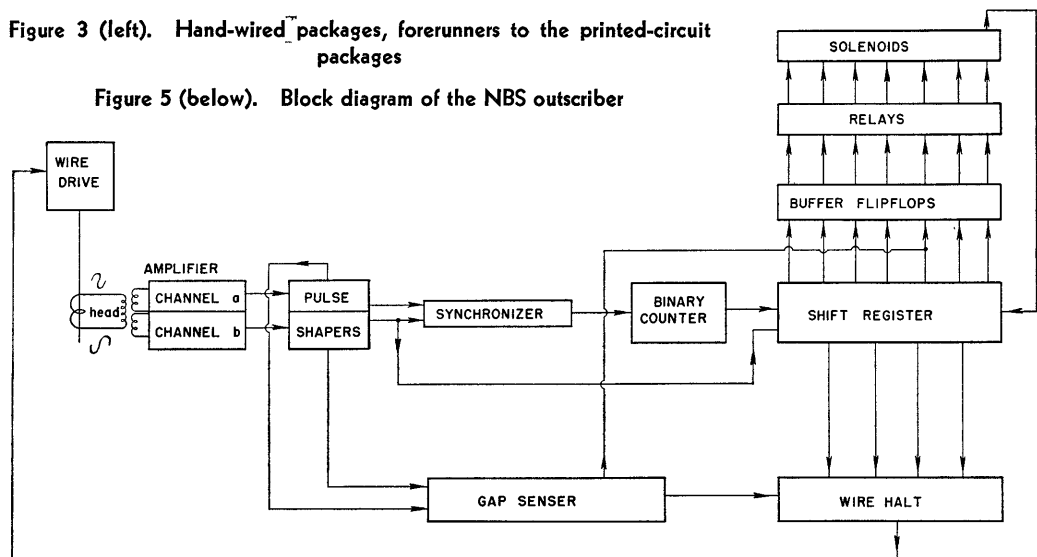 Figure 3 (left). Hand-wired packages, forerunners to the printed-circuit
packages
Figure 5 (below). Block diagram of the NBS outscriber
SOLENOIDS
RELAYS
BUFFER FLIPFLOPS
WIRE
DRIVE
AMPLIFIER
head
CHANNEL a
CHANNEL b
PULSE
SHAPERS
SYNCHRONIZER
BINARY
COUNTER
SHIFT REGISTER
GAP SENSER
WIRE HALT